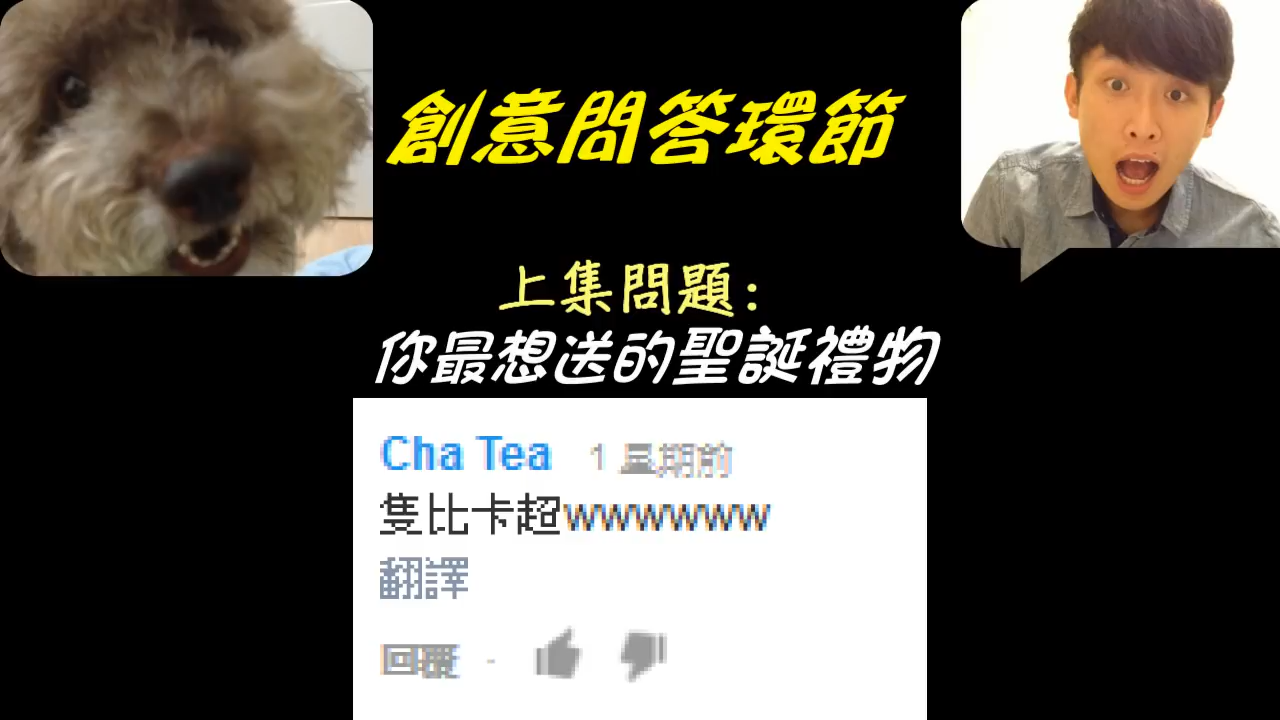 創意問答環節
上集問題:
你最想送的聖誕禮物
Cha Tea 1 星期前
隻比卡超wwwwww
翻譯
回覆 -